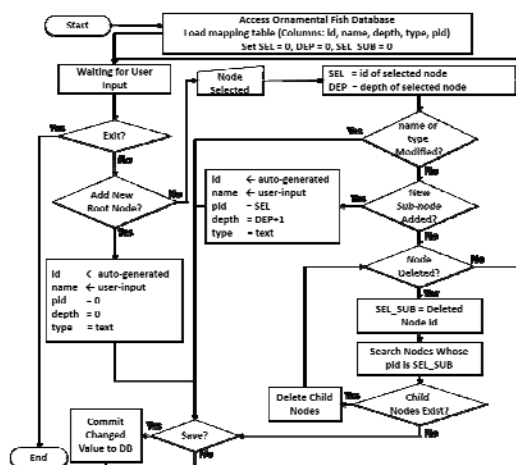 Start
Access Ornamental Fish Database
Load mapping table (Columns: Id, name, depth, type, pId)
Set SEL = 0, DEP = 0, SEL_SUB = 0
Waiting for User
Input
Node
Selected
SEL = id of selected node
DEP = depth of selected node
Yes
Exit?
No
Yes
name or
type
Modified?
No
Add New
Root Node?
No
Yes
Id ← auto-generated
name ← user-input
pId = SEL
depth = DEP+1
type = text
Yes
New
Sub-node
Added?
No
Id ← auto-generated
name ← user-input
pId = 0
depth = 0
type = text
Node
Deleted?
No
Yes
SEL_SUB = Deleted
Node Id
Search Nodes Whose
pId is SEL_SUB
Delete Child
Nodes
Yes
Child
Nodes Exist?
No
End
Commit
Changed
Value to DB
Yes
Save?
No